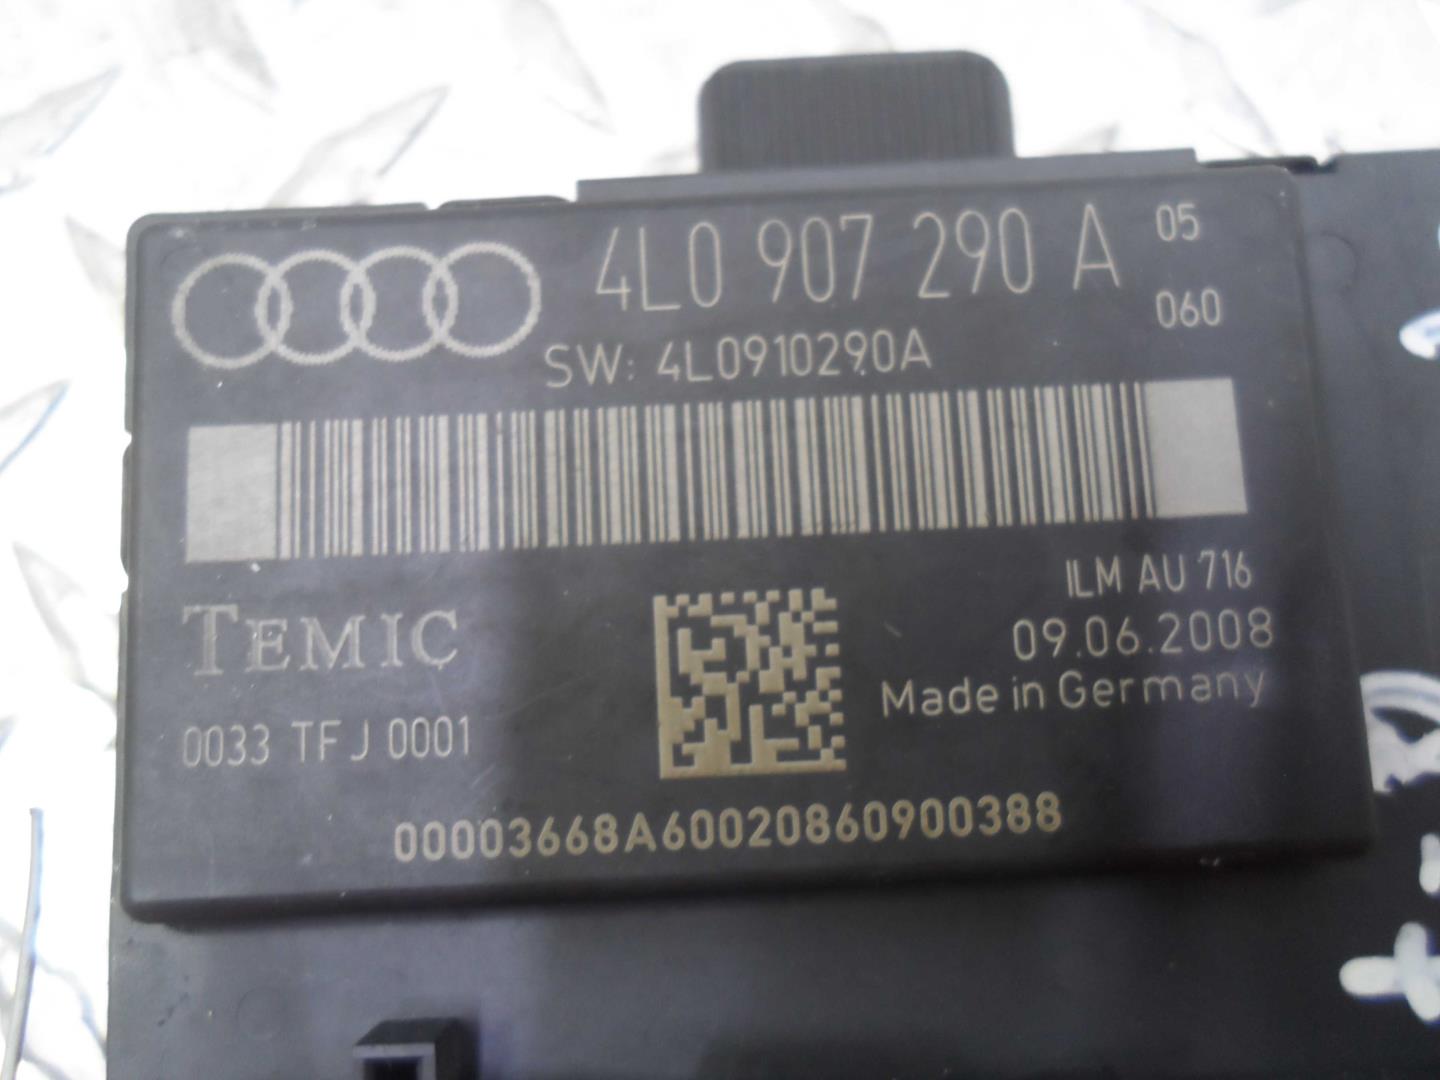 4L0 907 290 A 05
060
SW: 4L0910290A
ILM AU 716
TEMIC
09.06.2008
Made in Germany
0033 TFJ 0001
00003668A60020860900388